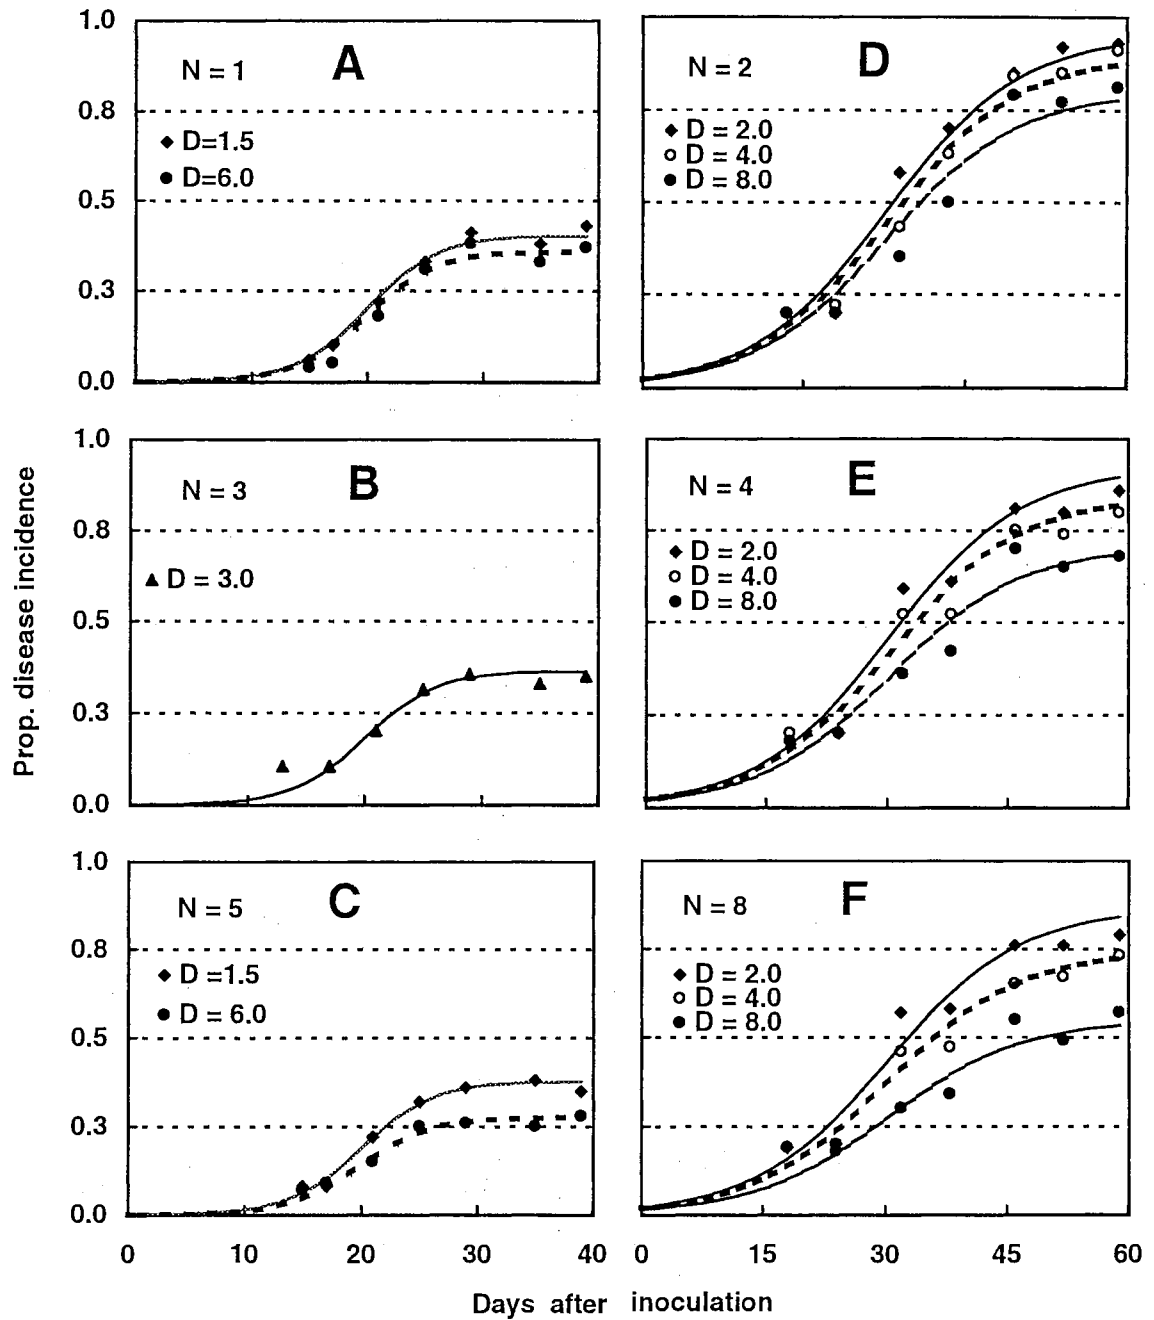 1.0
N = 1
A
0.8
D=1.5
D=6.0
0.5
0.3
0.0
N = 2
D
D = 2.0
D = 4.0
D = 8.0
Prop. disease incidence
1.0
N = 3
B
0.8
D = 3.0
0.5
0.3
0.0
N = 4
E
D = 2.0
D = 4.0
D = 8.0
1.0
N = 5
C
0.8
D =1.5
D = 6.0
0.5
0.3
0.0
0 10 20 30 40
N = 8
F
D = 2.0
D = 4.0
D = 8.0
0 15 30 45 60
Days after inoculation